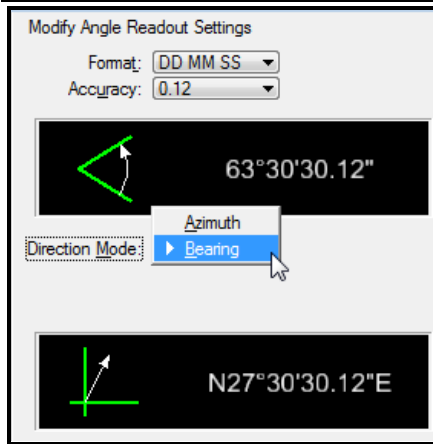 Modify Angle Readout Settings
Format: DD MM SS
Accuracy: 0.12
63°30'30.12"
Azimuth
Direction Mode: Bearing
N27°30'30.12"E